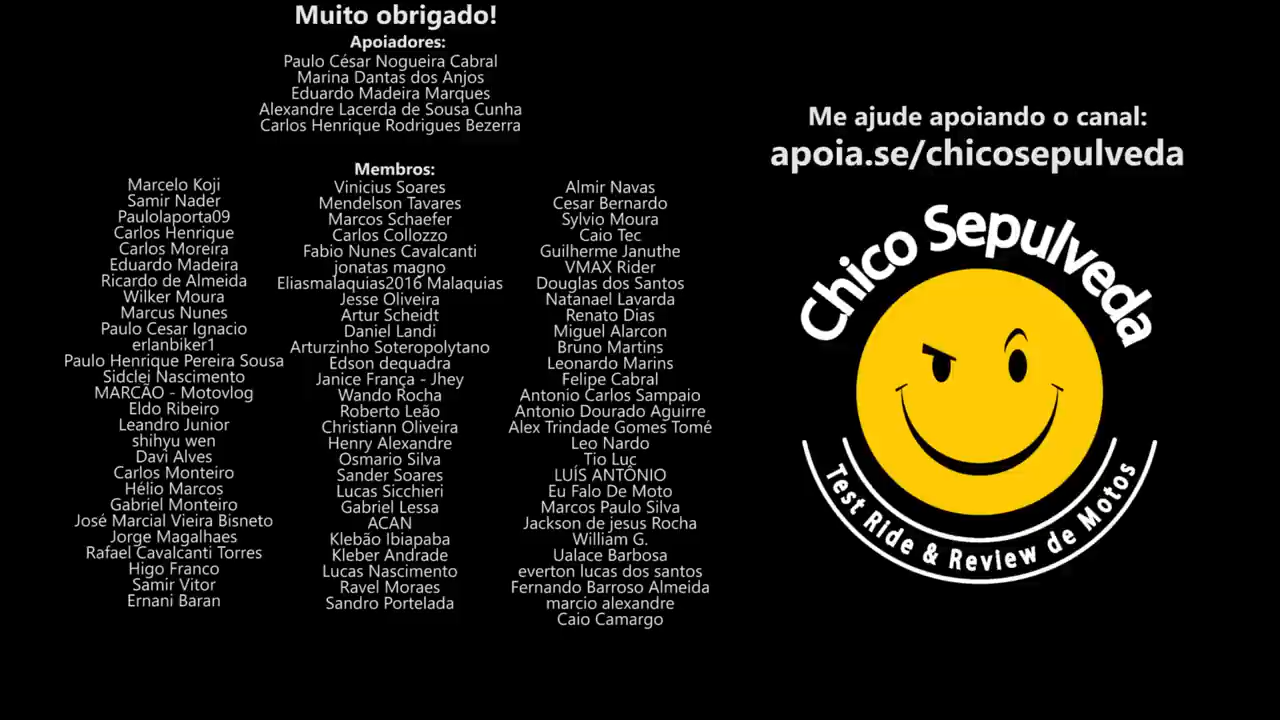 Muito obrigado!
Apoiadores:
Paulo César Nogueira Cabral
Marina Dantas dos Anjos
Eduardo Madeira Marques
Alexandre Lacerda de Sousa Cunha
Carlos Henrique Rodrigues Bezerra
Membros:
Marcelo Koji
Samir Nader
Paulolaporta09
Carlos Henrique
Carlos Moreira
Eduardo Madeira
Ricardo de Almeida
Wilker Moura
Marcus Nunes
Paulo Cesar Ignacio
erlanbiker1
Paulo Henrique Pereira Sousa
Sidclei Nascimento
MARCÃO - Motovlog
Eldo Ribeiro
Leandro Junior
shihyu wen
Davi Alves
Carlos Monteiro
Hélio Marcos
Gabriel Monteiro
José Marcial Vieira Bisneto
Jorge Magalhaes
Rafael Cavalcanti Torres
Higo Franco
Samir Vitor
Ernani Baran
Vinicius Soares
Mendelson Tavares
Marcos Schaefer
Carlos Collozzo
Fabio Nunes Cavalcanti
jonatas magno
Eliasmalaquias2016 Malaquias
Jesse Oliveira
Artur Scheidt
Daniel Landi
Arturzinho Soteropolytano
Edson dequadra
Janice França - Jhey
Wando Rocha
Roberto Leão
Christiann Oliveira
Henry Alexandre
Osmario Silva
Sander Soares
Lucas Sicchieri
Gabriel Lessa
ACAN
Klebão Ibiapaba
Kleber Andrade
Lucas Nascimento
Ravel Moraes
Sandro Portelada
Almir Navas
Cesar Bernardo
Sylvio Moura
Caio Tec
Guilherme Januthe
VMAX Rider
Douglas dos Santos
Natanael Lavarda
Renato Dias
Miguel Alarcon
Bruno Martins
Leonardo Marins
Felipe Cabral
Antonio Carlos Sampaio
Antonio Dourado Aguirre
Alex Trindade Gomes Tomé
Leo Nardo
Tio Luc
LUÍS ANTÔNIO
Eu Falo De Moto
Marcos Paulo Silva
Jackson de jesus Rocha
William G.
Ualace Barbosa
everton lucas dos santos
Fernando Barroso Almeida
marcio alexandre
Caio Camargo
Me ajude apoiando o canal:
apoia.se/chicosepulveda
Chico Sepulveda
Test Ride & Review de Motos